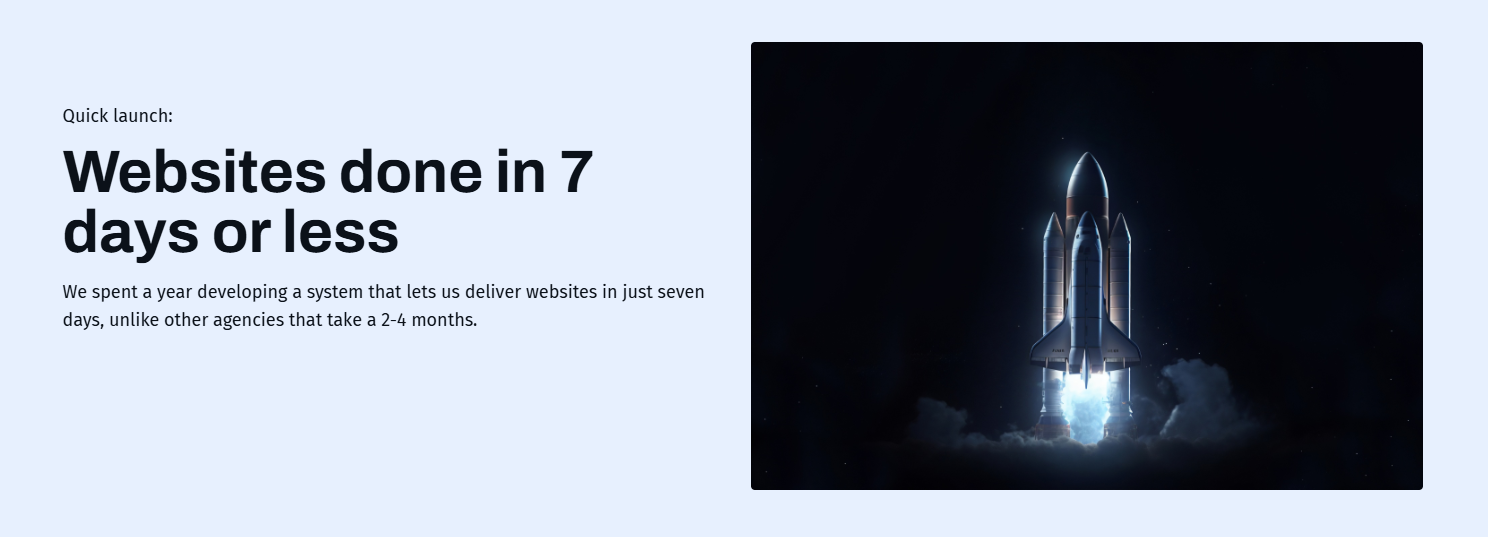 Quick launch:
Websites done in 7
days or less
We spent a year developing a system that lets us deliver websites in just seven
days, unlike other agencies that take a 2-4 months.